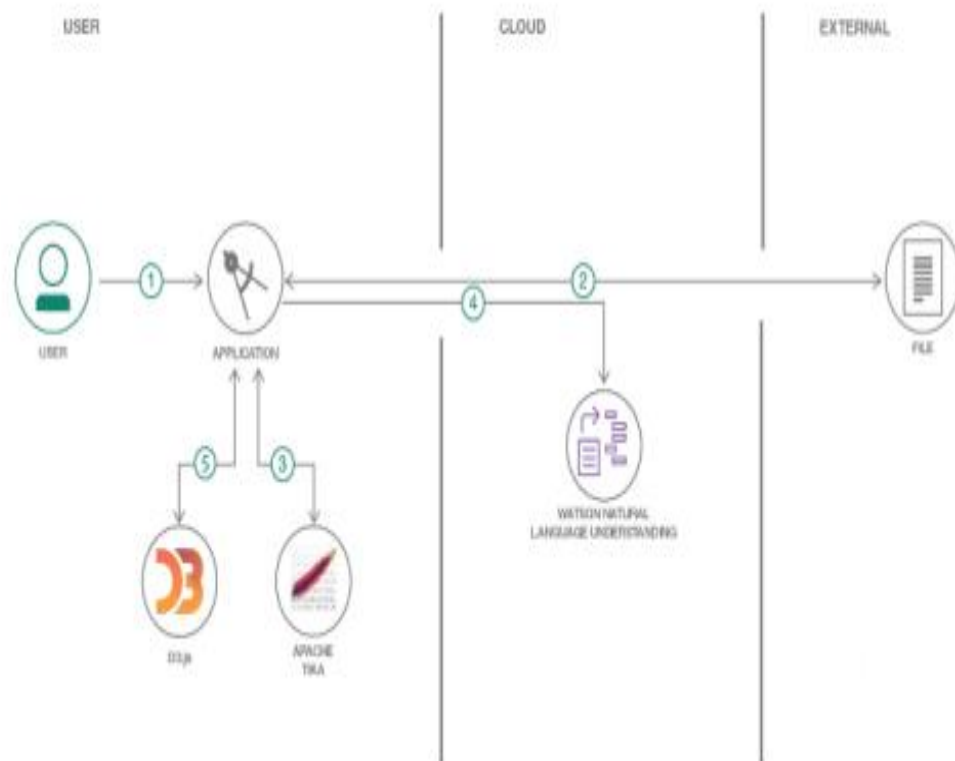 USER
CLOUD
EXTERNAL
1
2
4
USER
APPLICATION
FILE
5
3
WATSON NATURAL
LANGUAGE UNDERSTANDING
D3.js
APACHE
TIKA